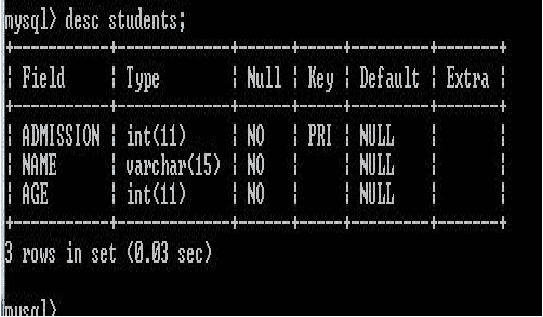 mysql> desc students;
+-----------+-------------+------+-----+---------+-------+
| Field | Type | Null | Key | Default | Extra |
+-----------+-------------+------+-----+---------+-------+
| ADMISSION | int(11) | NO | PRI | NULL | |
| NAME | varchar(15) | NO | | NULL | |
| AGE | int(11) | NO | | NULL | |
+-----------+-------------+------+-----+---------+-------+
3 rows in set (0.03 sec)
mysql>